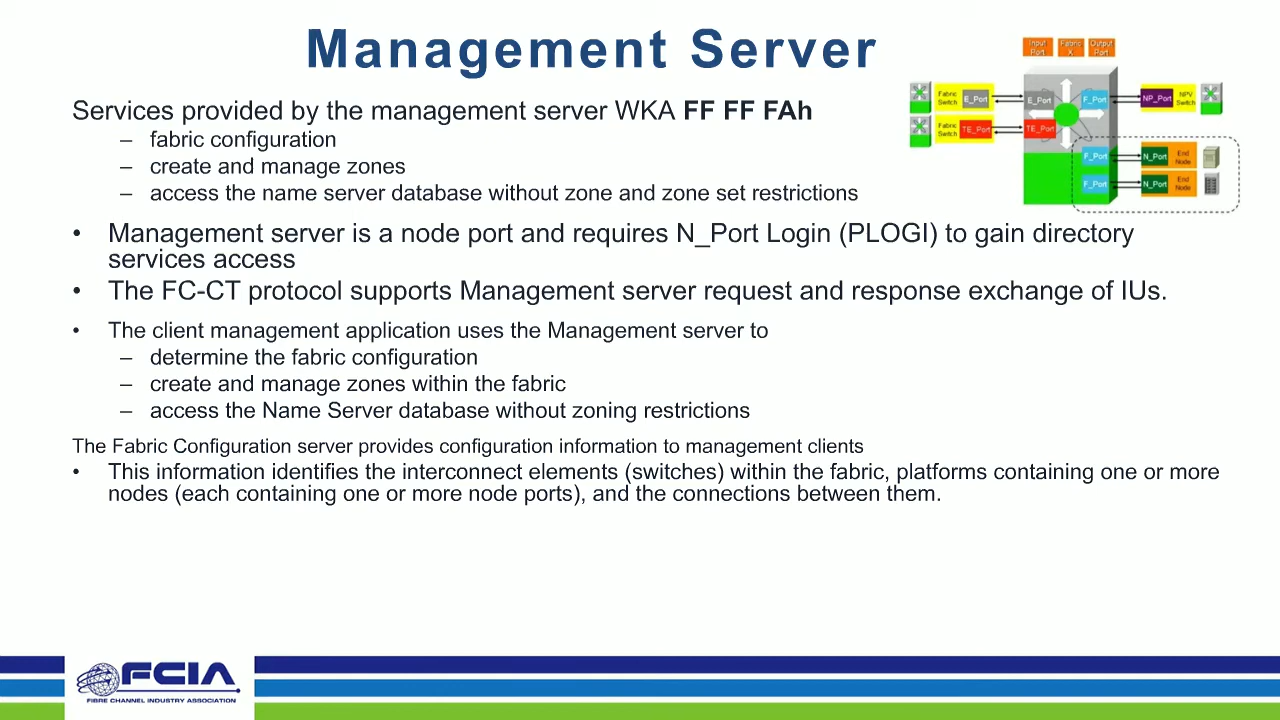 Management Server
Services provided by the management server WKA FF FF FAh
– fabric configuration
– create and manage zones
– access the name server database without zone and zone set restrictions
• Management server is a node port and requires N_Port Login (PLOGI) to gain directory
services access
• The FC-CT protocol supports Management server request and response exchange of IUs.
• The client management application uses the Management server to
– determine the fabric configuration
– create and manage zones within the fabric
– access the Name Server database without zoning restrictions
The Fabric Configuration server provides configuration information to management clients
• This information identifies the interconnect elements (switches) within the fabric, platforms containing one or more
nodes (each containing one or more node ports), and the connections between them.
Input
Port
Fabric
X
Output
Port
Fabric
Switch
E_Port
E_Port
F_Port
NP_Port
NPV
Switch
Fabric
Switch
TE_Port
TE_Port
F_Port
N_Port
End
Node
F_Port
N_Port
End
Node
FCIA
FIBRE CHANNEL INDUSTRY ASSOCIATION